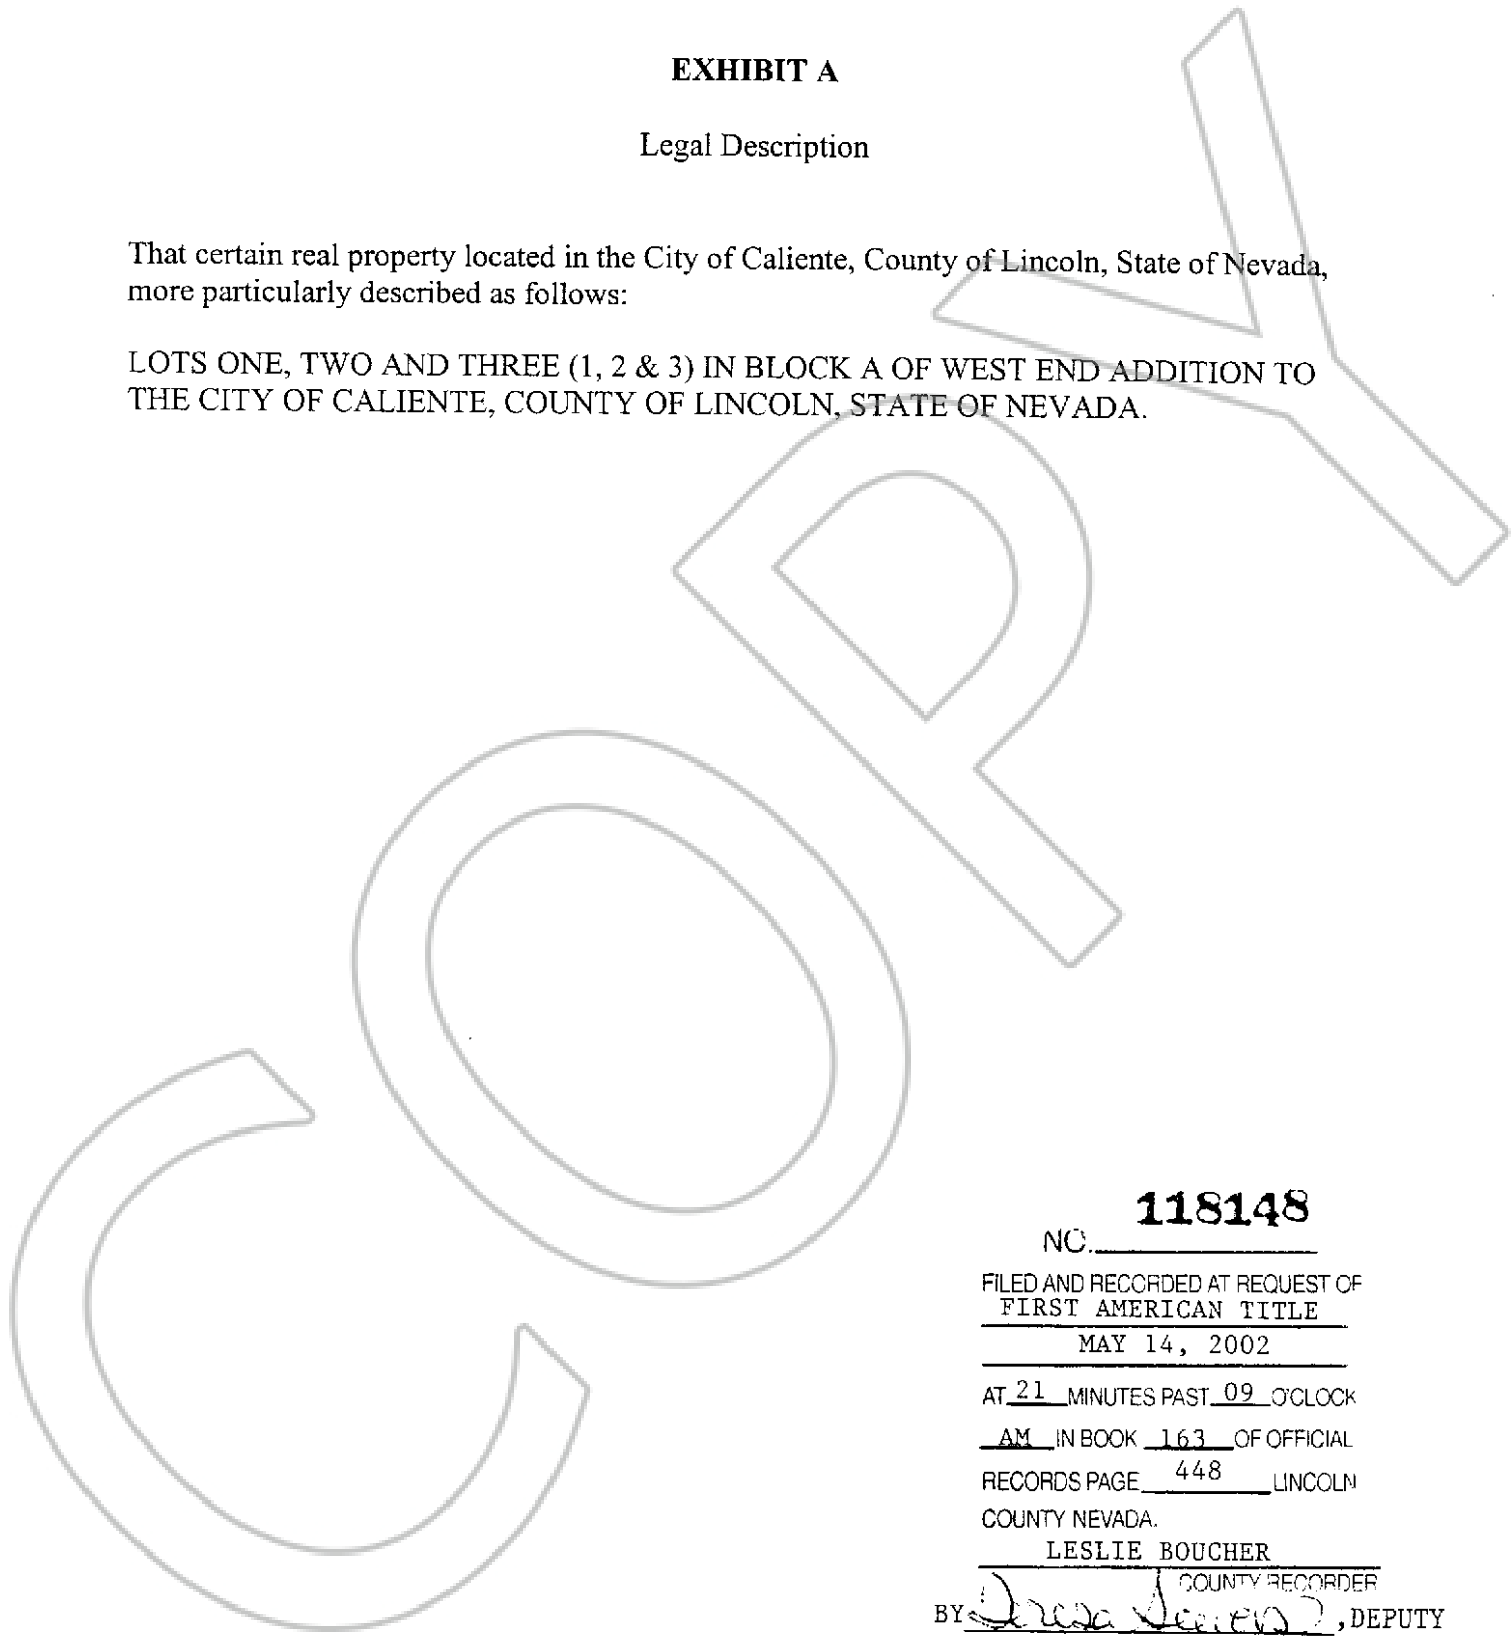 EXHIBIT A
Legal Description
That certain real property located in the City of Caliente, County of Lincoln, State of Nevada,
more particularly described as follows:
LOTS ONE, TWO AND THREE (1, 2 & 3) IN BLOCK A OF WEST END ADDITION TO
THE CITY OF CALIENTE, COUNTY OF LINCOLN, STATE OF NEVADA.
COPY
118148
NO.
FILED AND RECORDED AT REQUEST OF
FIRST AMERICAN TITLE
MAY 14, 2002
AT 21 MINUTES PAST 09 O'CLOCK
AM IN BOOK 163 OF OFFICIAL
RECORDS PAGE 448 LINCOLN
COUNTY NEVADA.
LESLIE BOUCHER
COUNTY RECORDER
BY Teresa , DEPUTY